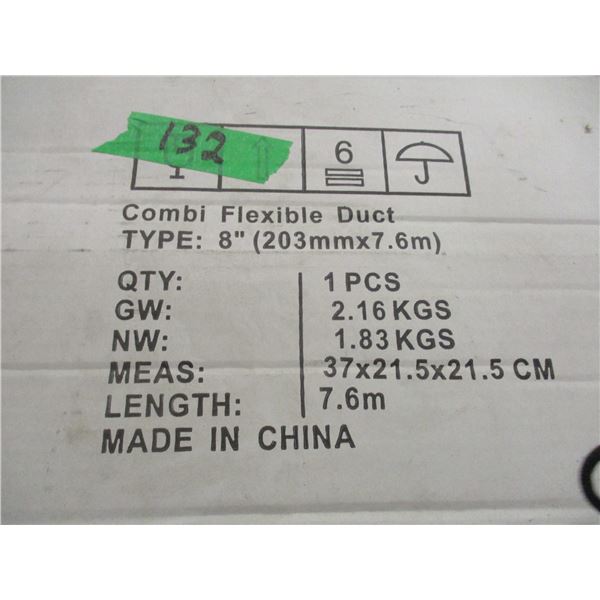 132
6
Combi Flexible Duct
TYPE: 8" (203mmx7.6m)
QTY: 1 PCS
GW: 2.16 KGS
NW: 1.83 KGS
MEAS: 37x21.5x21.5 CM
LENGTH: 7.6m
MADE IN CHINA